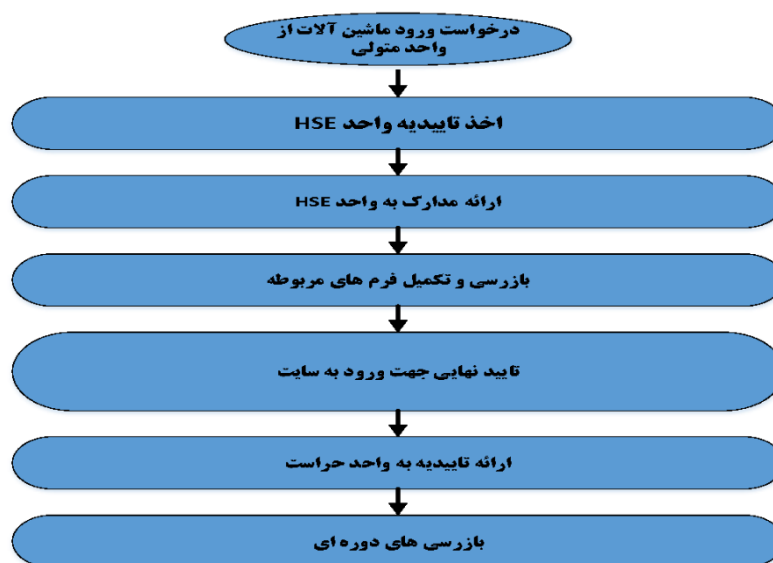 درخواست ورود ماشین آلات از
واحد متولی
اخذ تاییدیه واحد HSE
ارائه مدارک به واحد HSE
بازرسی و تکمیل فرم های مربوطه
تایید نهایی جهت ورود به سایت
ارائه تاییدیه به واحد حراست
بازرسی های دوره ای